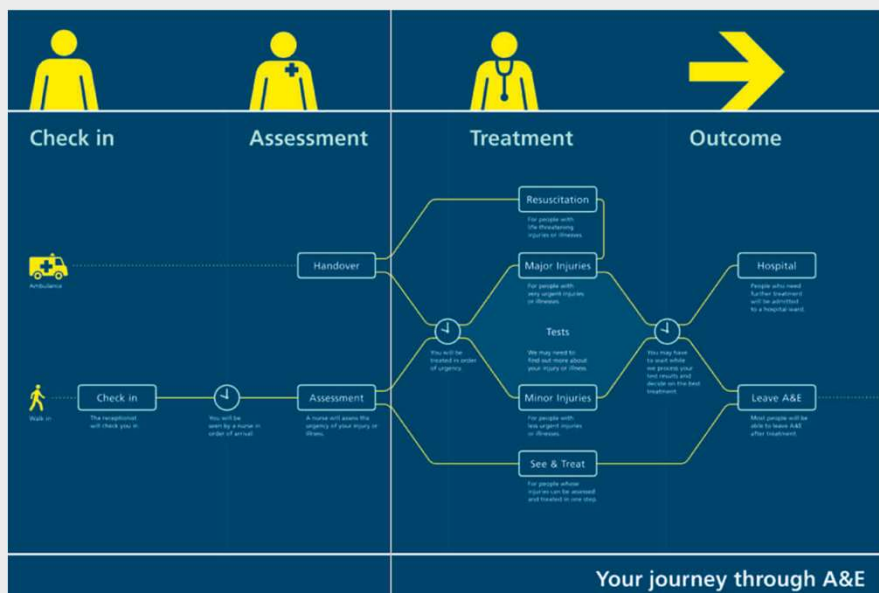 Check in
Assessment
Treatment
Outcome
Resuscitation
For people with
life threatening
injuries or illnesses.
Ambulance
Handover
Major Injuries
For people with
very urgent injuries
or illnesses.
Hospital
People who need
further treatment
will be admitted
to a hospital ward.
You will be
treated in order
of urgency.
Tests
We may need to
find out more about
your injury or illness.
You may have
to wait while
we process your
test results and
decide on the best
treatment.
Walk in
Check in
The receptionist
will check you in.
You will be
seen by a nurse in
order of arrival.
Assessment
A nurse will assess the
urgency of your injury or
illness.
Minor Injuries
For people with
less urgent injuries
or illnesses.
Leave A&E
Most people will be
able to leave A&E
after treatment.
See & Treat
For people whose
injuries can be assessed
and treated in one step.
Your journey through A&E